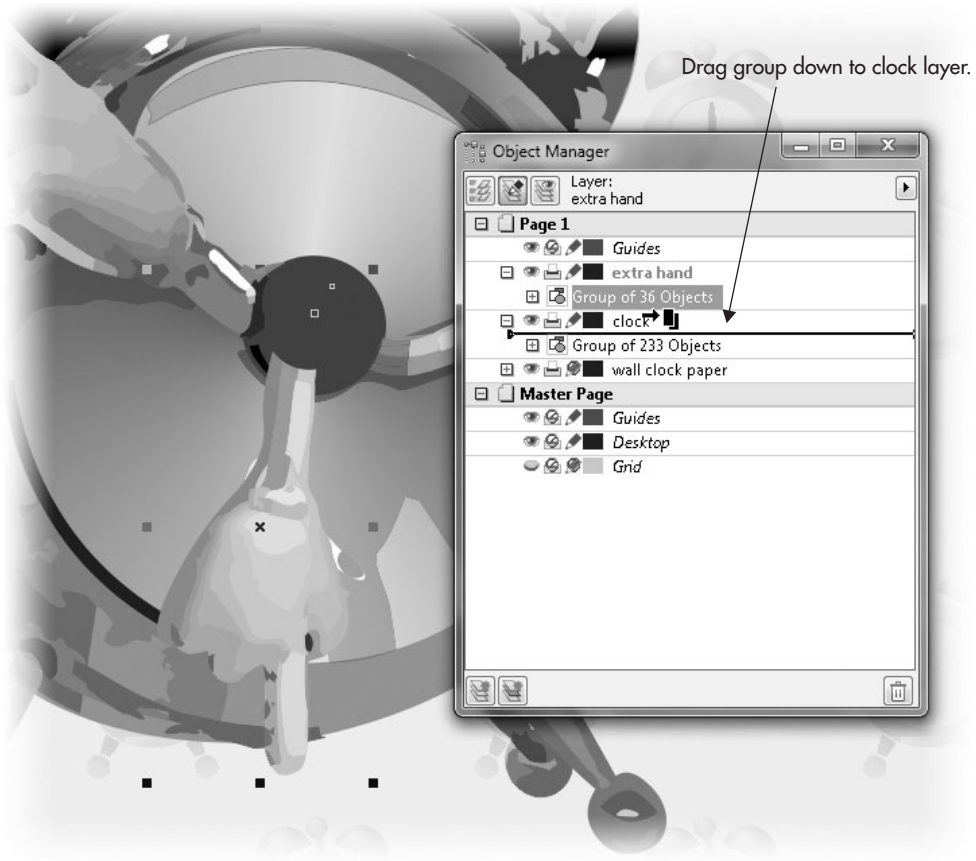 Drag group down to clock layer.
Object Manager
Layer:
extra hand
Page 1
Guides
extra hand
Group of 36 Objects
clock
Group of 233 Objects
wall clock paper
Master Page
Guides
Desktop
Grid